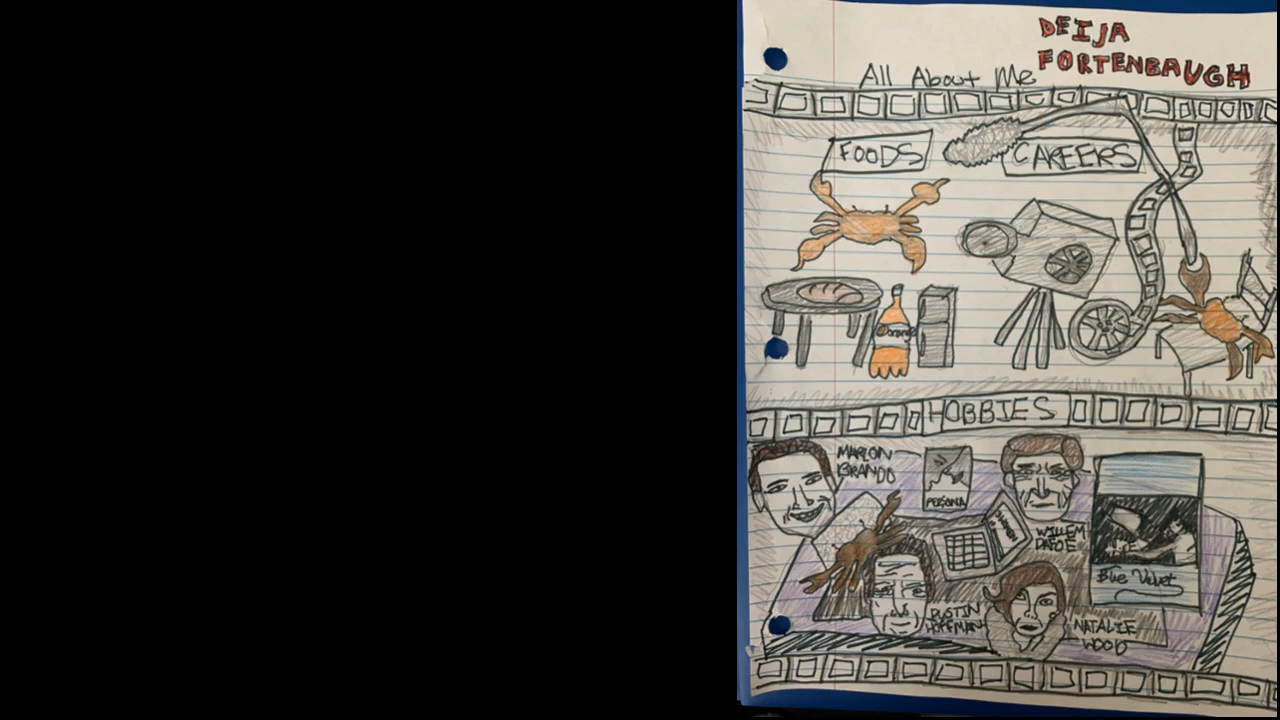 DEIJA
FORTENBAUGH
All About Me
FOODS
CAREERS
Orange
HOBBIES
MARLON
BRANDO
PERSONA
WILLEM
DAFOE
Blue Velvet
DUSTIN
HOFFMAN
NATALIE
WOOD